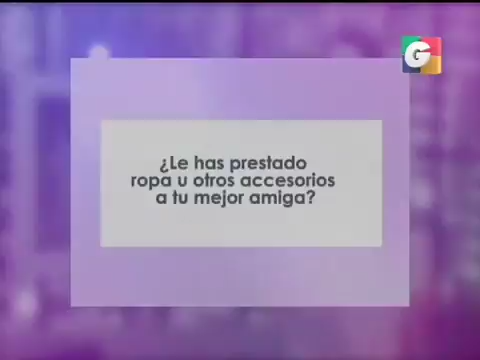 G
¿Le has prestado
ropa u otros accesorios
a tu mejor amiga?